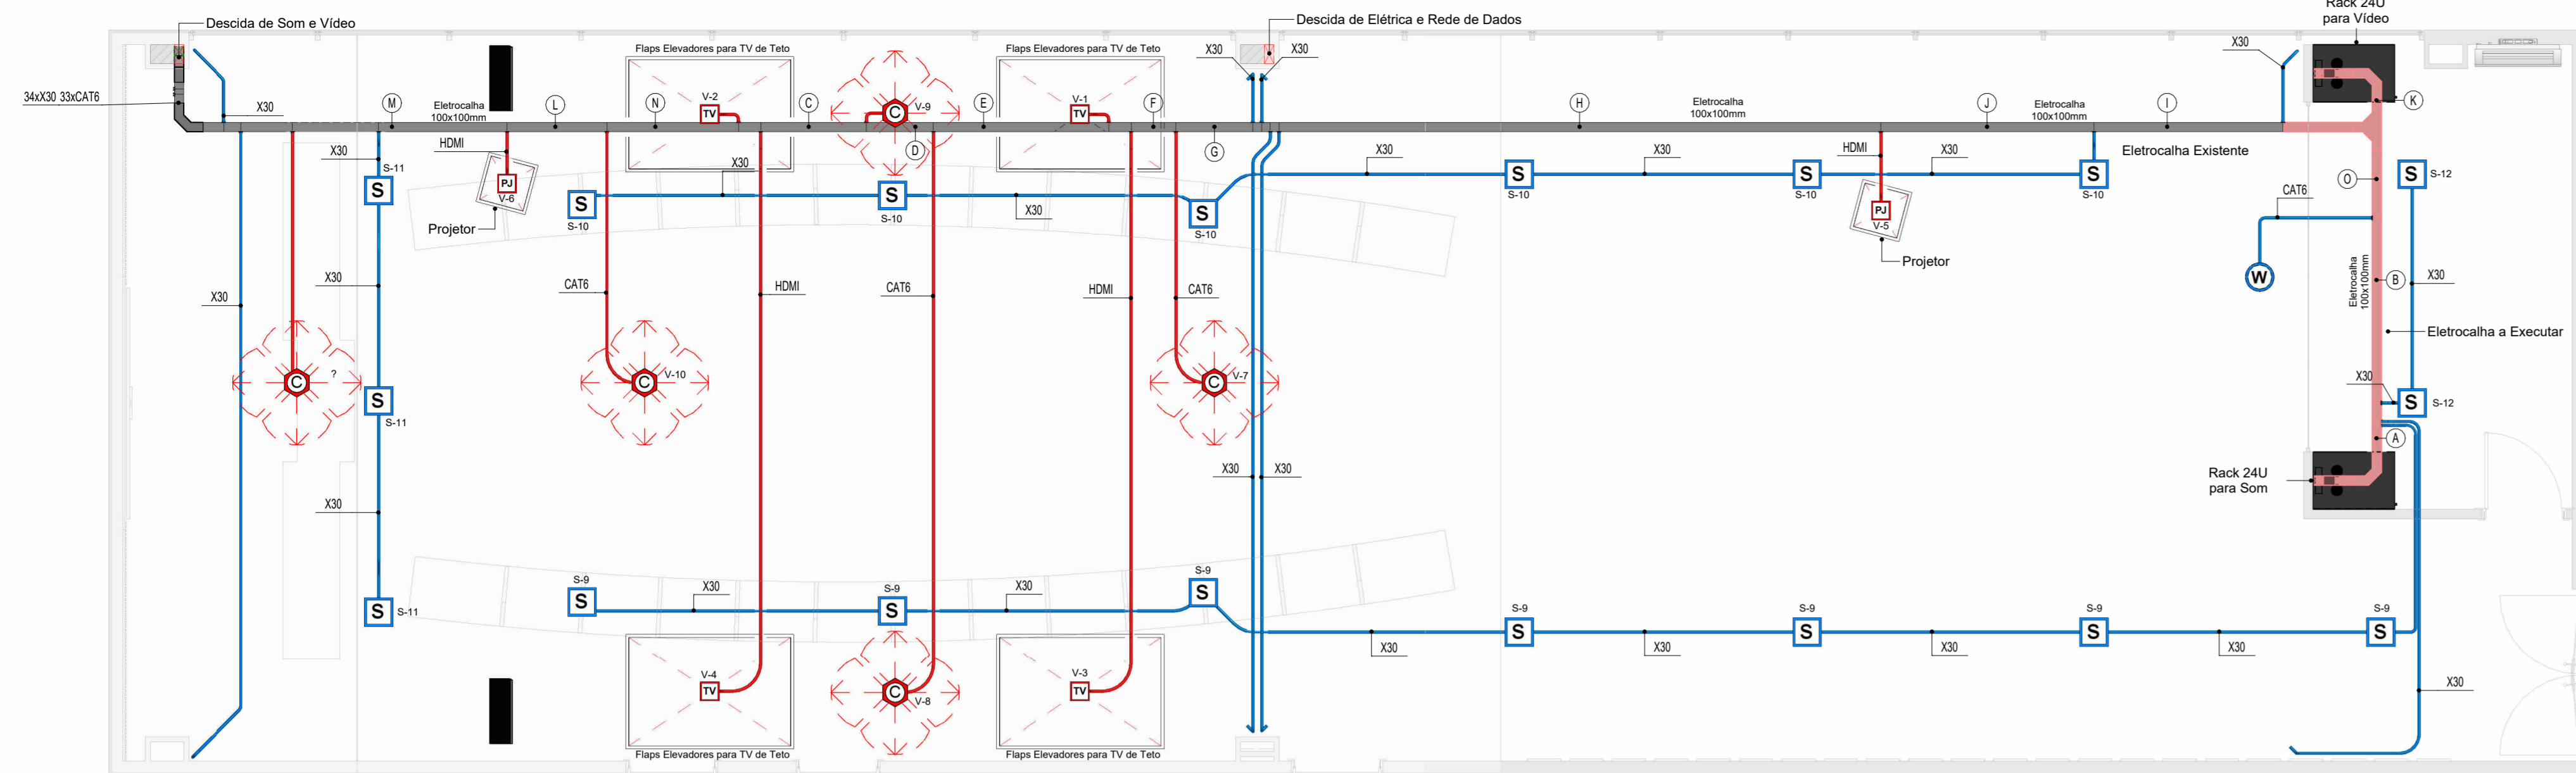 Rack 24U
para Vídeo
Descida de Som e Vídeo
Descida de Elétrica e Rede de Dados
X30
X30
X30
Flaps Elevadores para TV de Teto
Flaps Elevadores para TV de Teto
34xX30 33xCAT6
X30
M
Eletrocalha
100x100mm
L
N
V-2
TV
C
C
V-9
D
E
V-1
TV
F
G
H
Eletrocalha
100x100mm
J
Eletrocalha
100x100mm
I
K
HDMI
X30
S-11
S
PJ
V-6
Projetor
X30
S
S-10
S
S-10
X30
S
S-10
X30
S
S-10
X30
S
S-10
HDMI
X30
PJ
V-5
Projetor
S
S-10
Eletrocalha Existente
O
S
S-12
CAT6
W
X30
X30
CAT6
HDMI
CAT6
HDMI
CAT6
Eletrocalha
100x100mm
B
X30
Eletrocalha a Executar
C
?
S
S-11
C
V-10
C
V-7
X30
S
S-12
A
X30
X30
X30
Rack 24U
para Som
S
S-11
S-9
S
X30
S-9
S
X30
S-9
S
X30
S-9
S
X30
S-9
S
X30
S-9
S
X30
S-9
S
X30
V-4
TV
C
V-8
V-3
TV
Flaps Elevadores para TV de Teto
Flaps Elevadores para TV de Teto